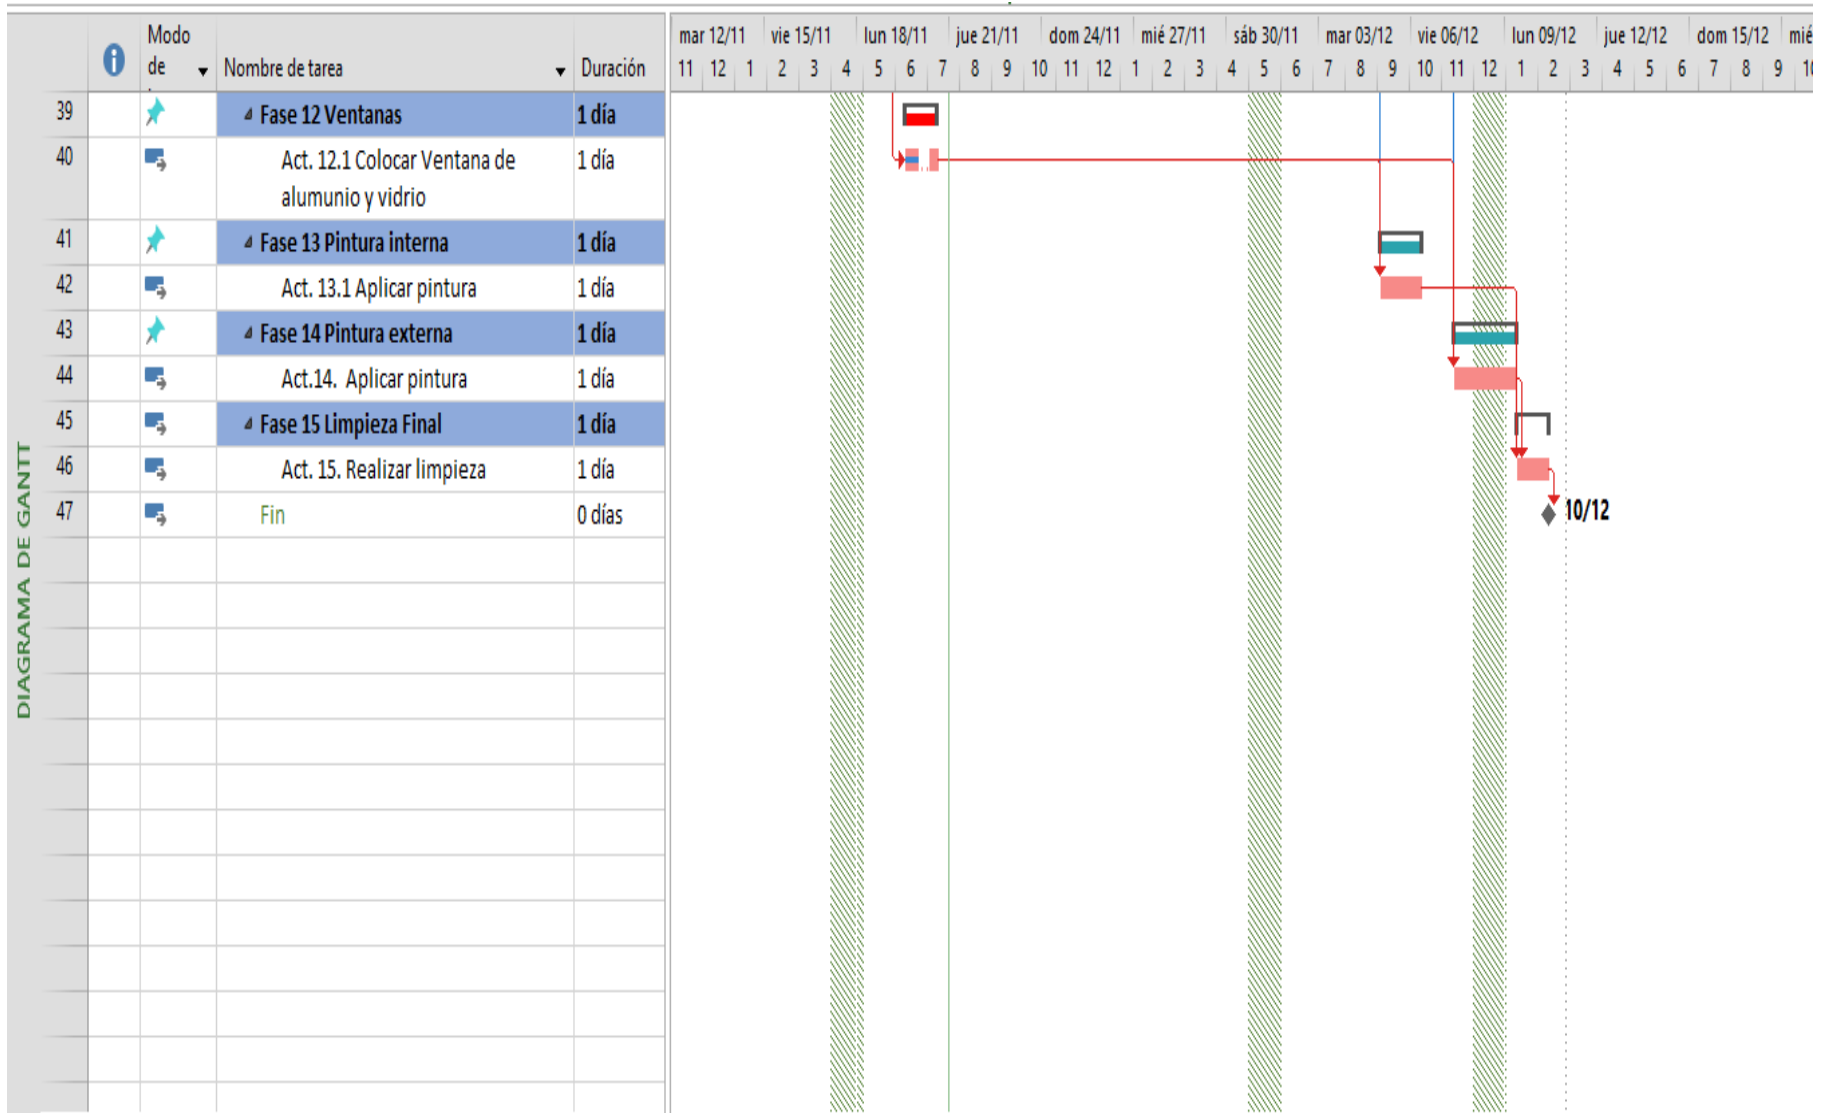 mar 12/11 vie 15/11 lun 18/11 jue 21/11 dom 24/11 mié 27/11 sáb 30/11 mar 03/12 vie 06/12 lun 09/12 jue 12/12 dom 15/12 mié
Modo
de
Nombre de tarea Duración
11 12 1 2 3 4 5 6 7 8 9 10 11 12 1 2 3 4 5 6 7 8 9 10 11 12 1 2 3 4 5 6 7 8 9
39 Fase 12 Ventanas 1 día
40 Act. 12.1 Colocar Ventana de 1 día
alumunio y vidrio
41 Fase 13 Pintura interna 1 día
42 Act. 13.1 Aplicar pintura 1 día
43 Fase 14 Pintura externa 1 día
44 Act.14. Aplicar pintura 1 día
45 Fase 15 Limpieza Final 1 día
46 Act. 15. Realizar limpieza 1 día
47 Fin 0 días 10/12
DIAGRAMA DE GANTT